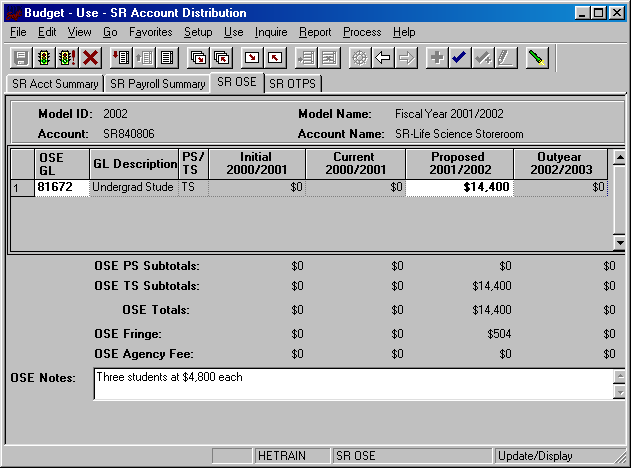 Budget - Use - SR Account Distribution
File Edit View Go Favorites Setup Use Inquire Report Process Help
SR Acct Summary SR Payroll Summary SR OSE SR OTPS
Model ID: 2002 Model Name: Fiscal Year 2001/2002
Account: SR840806 Account Name: SR-Life Science Storeroom
OSE GL Description PS/ Initial Current Proposed Outyear
GL TS 2000/2001 2000/2001 2001/2002 2002/2003
1 81672 Undergrad Stude TS $0 $0 $14,400 $0
OSE PS Subtotals: $0 $0 $0 $0
OSE TS Subtotals: $0 $0 $14,400 $0
OSE Totals: $0 $0 $14,400 $0
OSE Fringe: $0 $0 $504 $0
OSE Agency Fee: $0 $0 $0 $0
OSE Notes: Three students at $4,800 each
HETRAIN SR OSE Update/Display